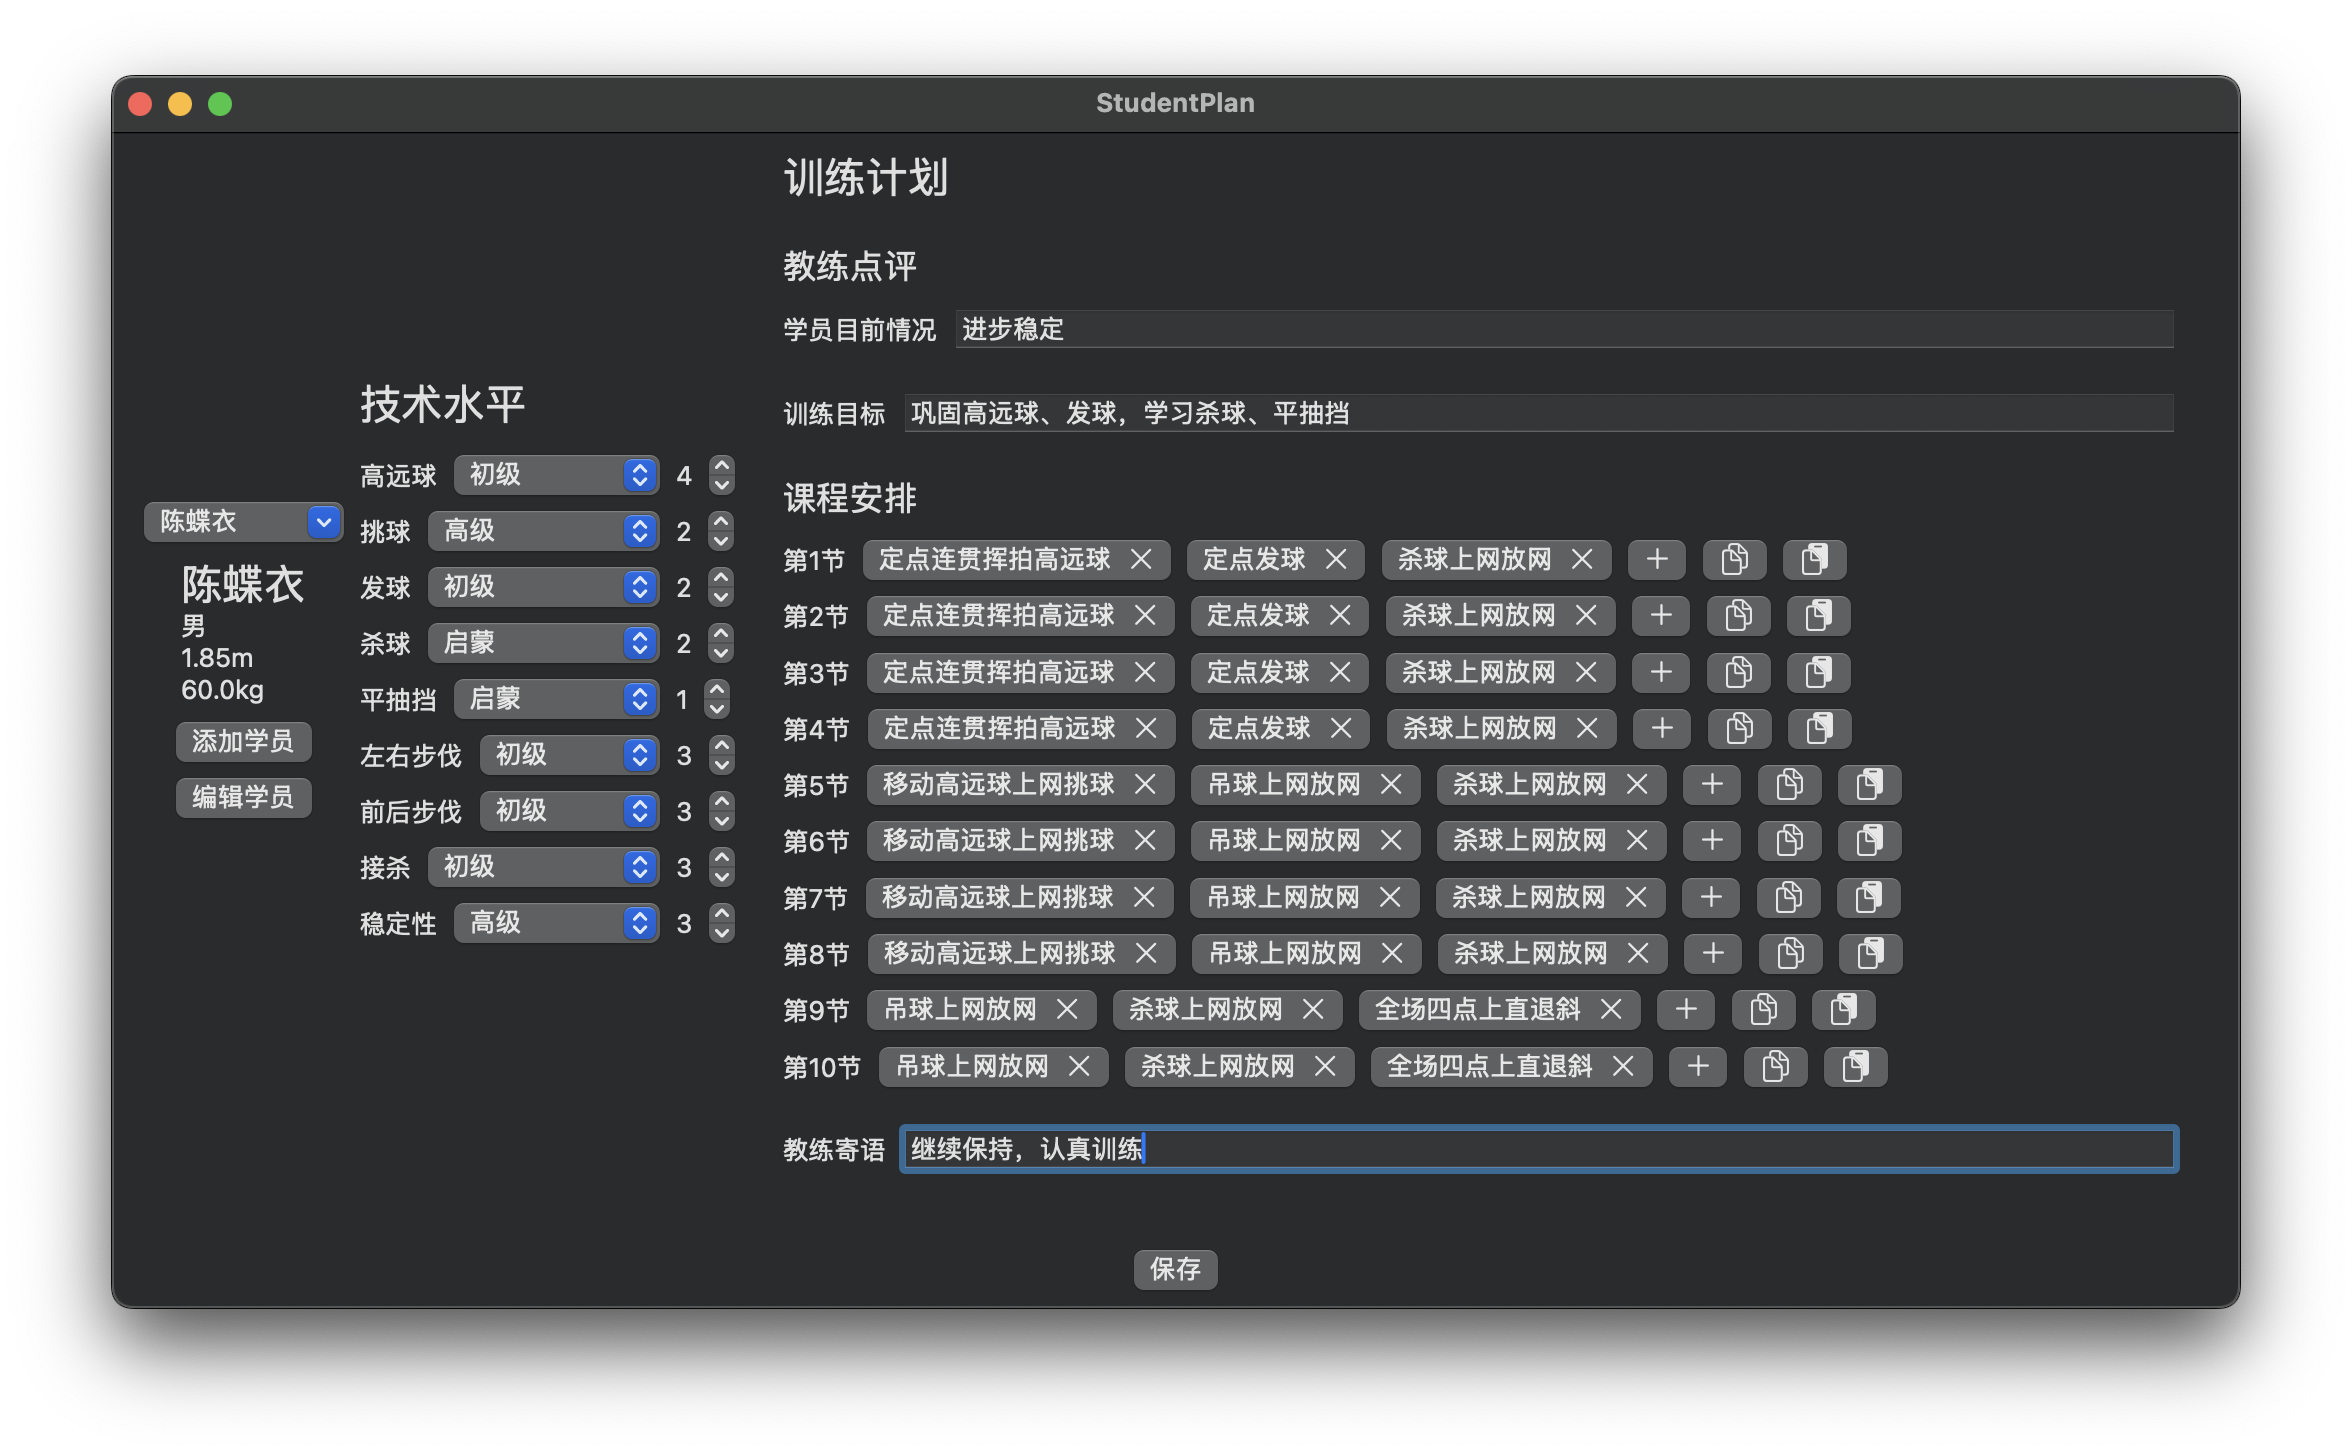 StudentPlan
陈蝶衣
陈蝶衣
男
1.85m
60.0kg
添加学员
编辑学员
技术水平
高远球 初级 4
挑球 高级 2
发球 初级 2
杀球 启蒙 2
平抽挡 启蒙 1
左右步伐 初级 3
前后步伐 初级 3
接杀 初级 3
稳定性 高级 3
训练计划
教练点评
学员目前情况 进步稳定
训练目标 巩固高远球、发球，学习杀球、平抽挡
课程安排
第1节 定点连贯挥拍高远球 定点发球 杀球上网放网
第2节 定点连贯挥拍高远球 定点发球 杀球上网放网
第3节 定点连贯挥拍高远球 定点发球 杀球上网放网
第4节 定点连贯挥拍高远球 定点发球 杀球上网放网
第5节 移动高远球上网挑球 吊球上网放网 杀球上网放网
第6节 移动高远球上网挑球 吊球上网放网 杀球上网放网
第7节 移动高远球上网挑球 吊球上网放网 杀球上网放网
第8节 移动高远球上网挑球 吊球上网放网 杀球上网放网
第9节 吊球上网放网 杀球上网放网 全场四点上直退斜
第10节 吊球上网放网 杀球上网放网 全场四点上直退斜
教练寄语 继续保持，认真训练
保存